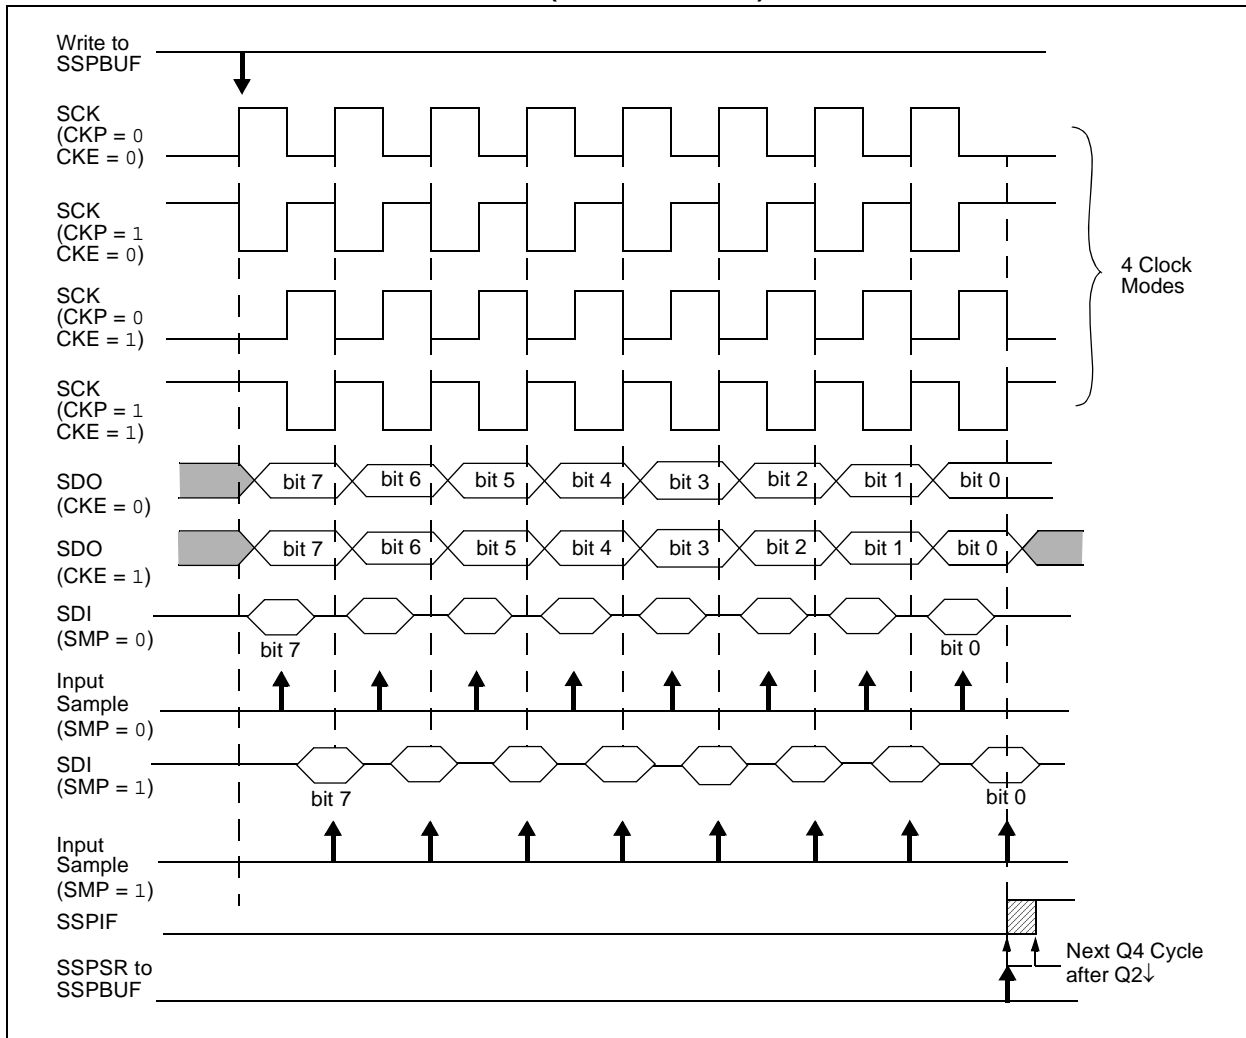 Write to
SSPBUF
SCK
(CKP = 0
CKE = 0)
SCK
(CKP = 1
CKE = 0)
SCK
(CKP = 0
CKE = 1)
SCK
(CKP = 1
CKE = 1)
4 Clock
Modes
SDO
(CKE = 0)
bit 7 bit 6 bit 5 bit 4 bit 3 bit 2 bit 1 bit 0
SDO
(CKE = 1)
bit 7 bit 6 bit 5 bit 4 bit 3 bit 2 bit 1 bit 0
SDI
(SMP = 0)
bit 7 bit 0
Input
Sample
(SMP = 0)
SDI
(SMP = 1)
bit 7 bit 0
Input
Sample
(SMP = 1)
SSPIF
SSPSR to
SSPBUF
Next Q4 Cycle
after Q2↓